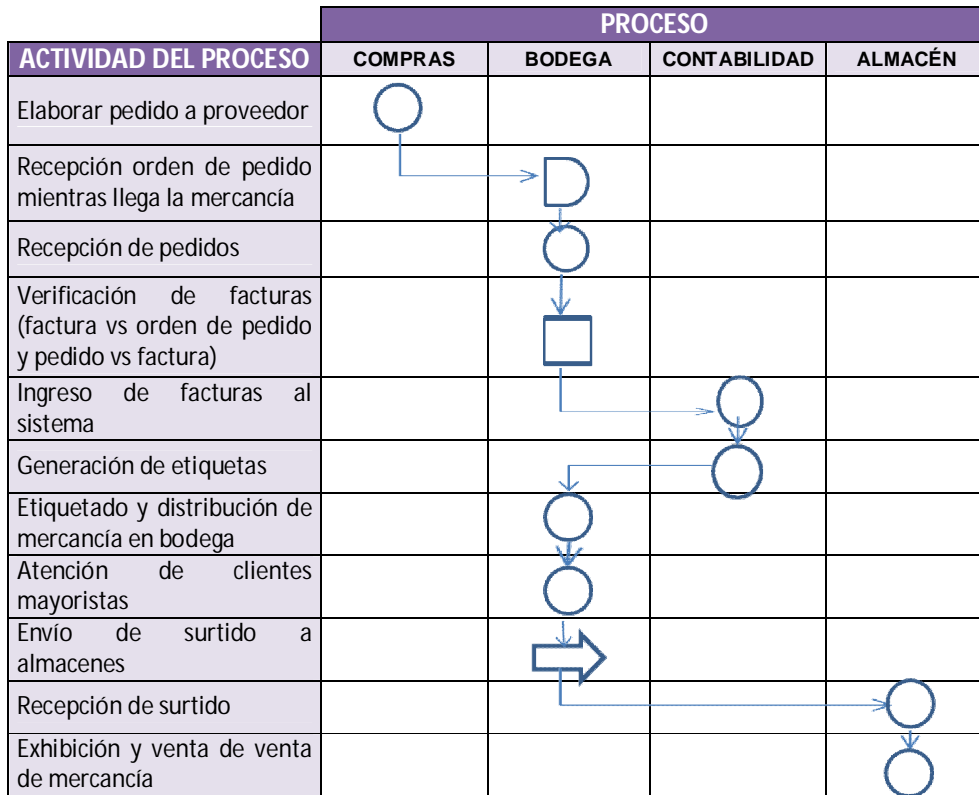 PROCESO
ACTIVIDAD DEL PROCESO COMPRAS BODEGA CONTABILIDAD ALMACÉN
Elaborar pedido a proveedor
Recepción orden de pedido
mientras llega la mercancía
Recepción de pedidos
Verificación de facturas
(factura vs orden de pedido
y pedido vs factura)
Ingreso de facturas al
sistema
Generación de etiquetas
Etiquetado y distribución de
mercancía en bodega
Atención de clientes
mayoristas
Envío de surtido a
almacenes
Recepción de surtido
Exhibición y venta de venta
de mercancía